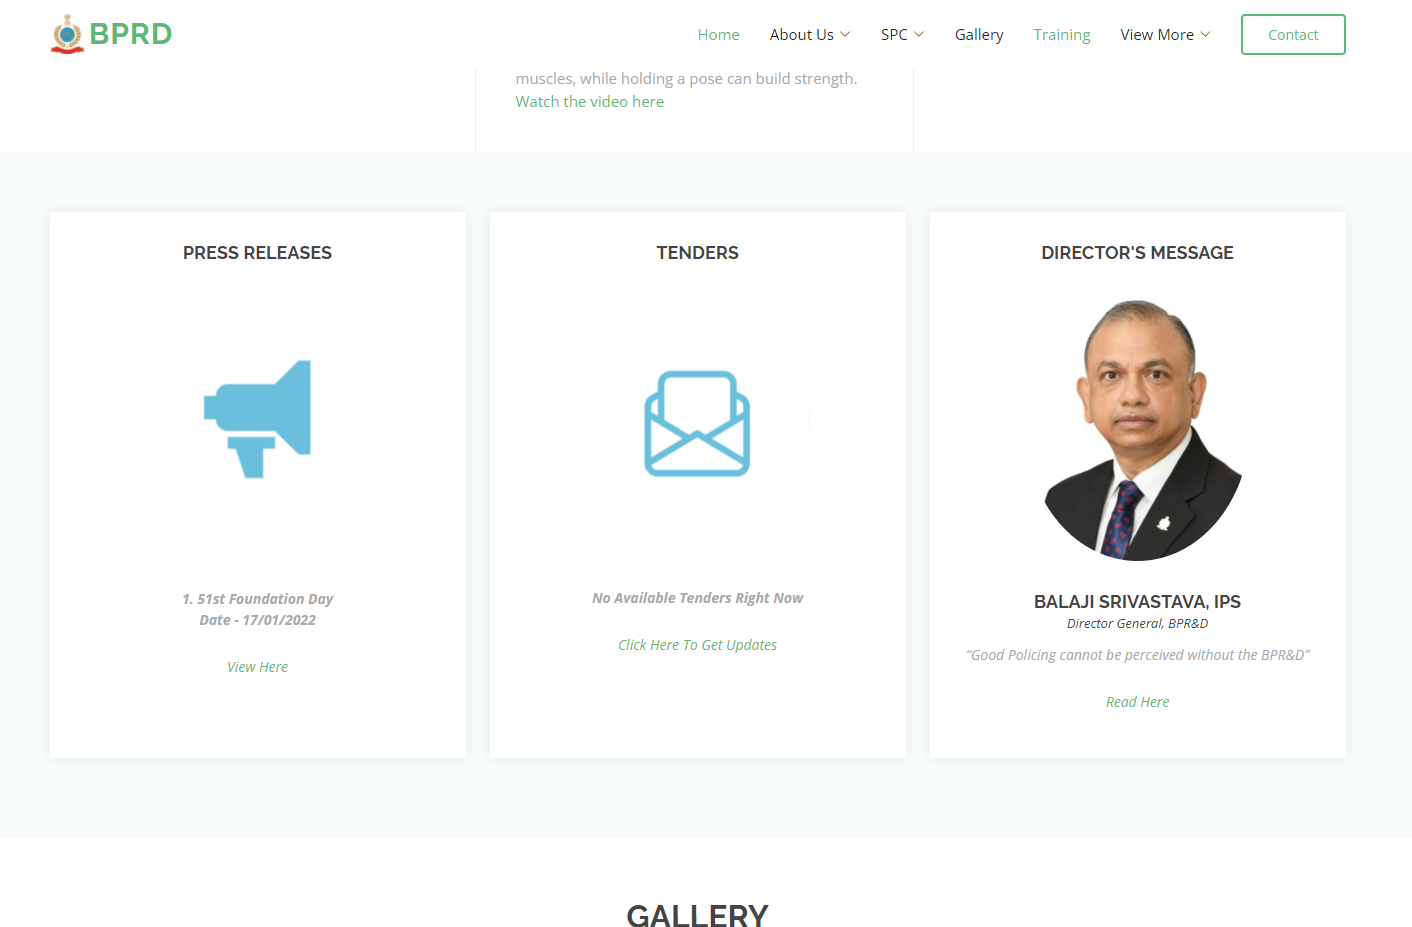 BPRD
Home About Us SPC Gallery Training View More Contact
muscles, while holding a pose can build strength.
Watch the video here
PRESS RELEASES
1. 51st Foundation Day
Date - 17/01/2022
View Here
TENDERS
No Available Tenders Right Now
Click Here To Get Updates
DIRECTOR'S MESSAGE
BALAJI SRIVASTAVA, IPS
Director General, BPR&D
“Good Policing cannot be perceived without the BPR&D”
Read Here
GALLERY